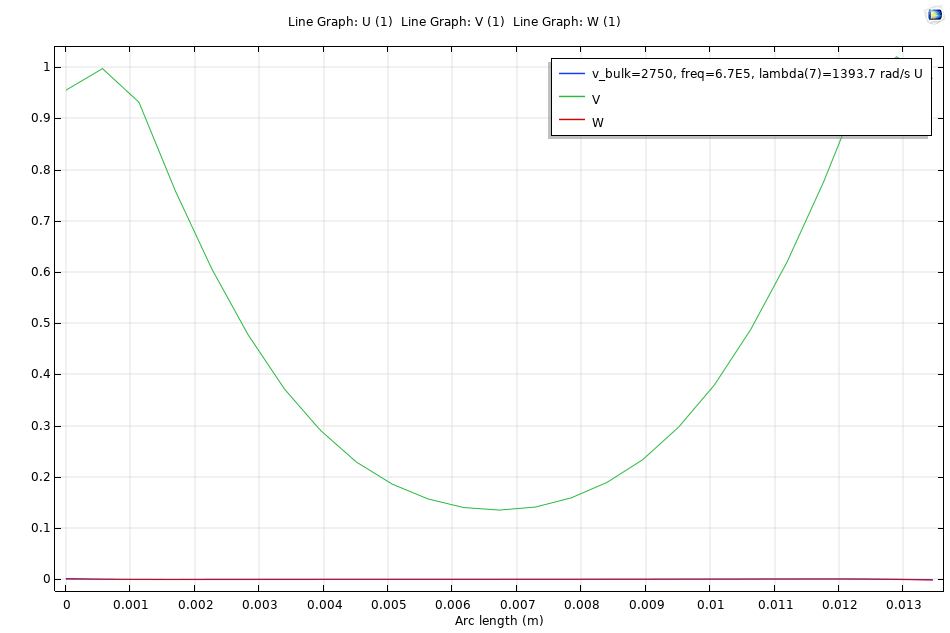 Line Graph: U (1) Line Graph: V (1) Line Graph: W (1)
v_bulk=2750, freq=6.7E5, lambda(7)=1393.7 rad/s U
V
W
1
0.9
0.8
0.7
0.6
0.5
0.4
0.3
0.2
0.1
0
0 0.001 0.002 0.003 0.004 0.005 0.006 0.007 0.008 0.009 0.01 0.011 0.012 0.013
Arc length (m)